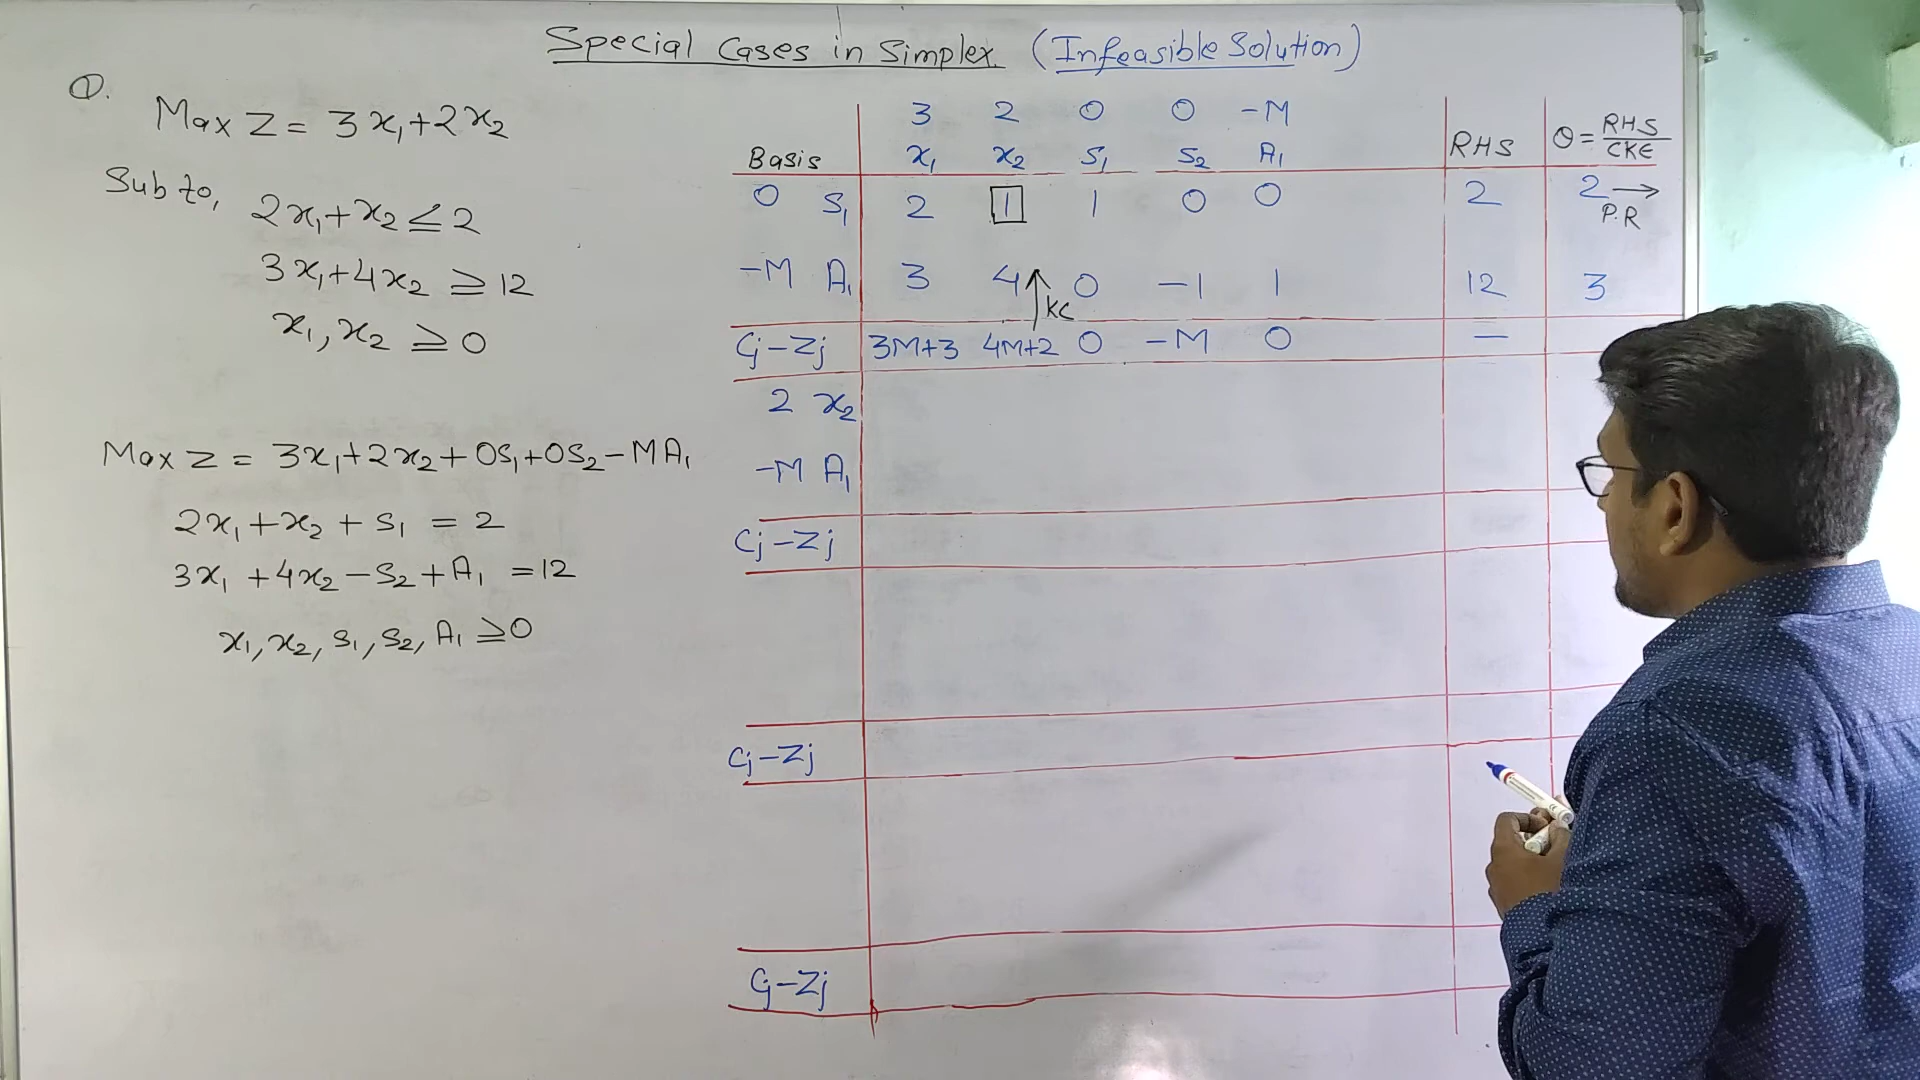 Special Cases in Simplex (Infeasible Solution)
Q.
Max Z = 3x₁+2x₂
Sub to,
2x₁+x₂ ≤ 2
3x₁+4x₂ ≥ 12
x₁, x₂ ≥ 0
Max Z = 3x₁+2x₂+0S₁+0S₂-MA₁
2x₁+x₂+S₁ = 2
3x₁+4x₂-S₂+A₁ = 12
x₁, x₂, S₁, S₂, A₁ ≥ 0
3 2 0 0 -M
Basis x₁ x₂ S₁ S₂ A₁ RHS θ = RHS/CKE
0 S₁ 2 1 1 0 0 2 2 →
P.R
-M A₁ 3 4 0 -1 1 12 3
↑ KC
Cj-Zj 3M+3 4M+2 0 -M 0 —
2 x₂
-M A₁
Cj-Zj
Cj-Zj
Cj-Zj